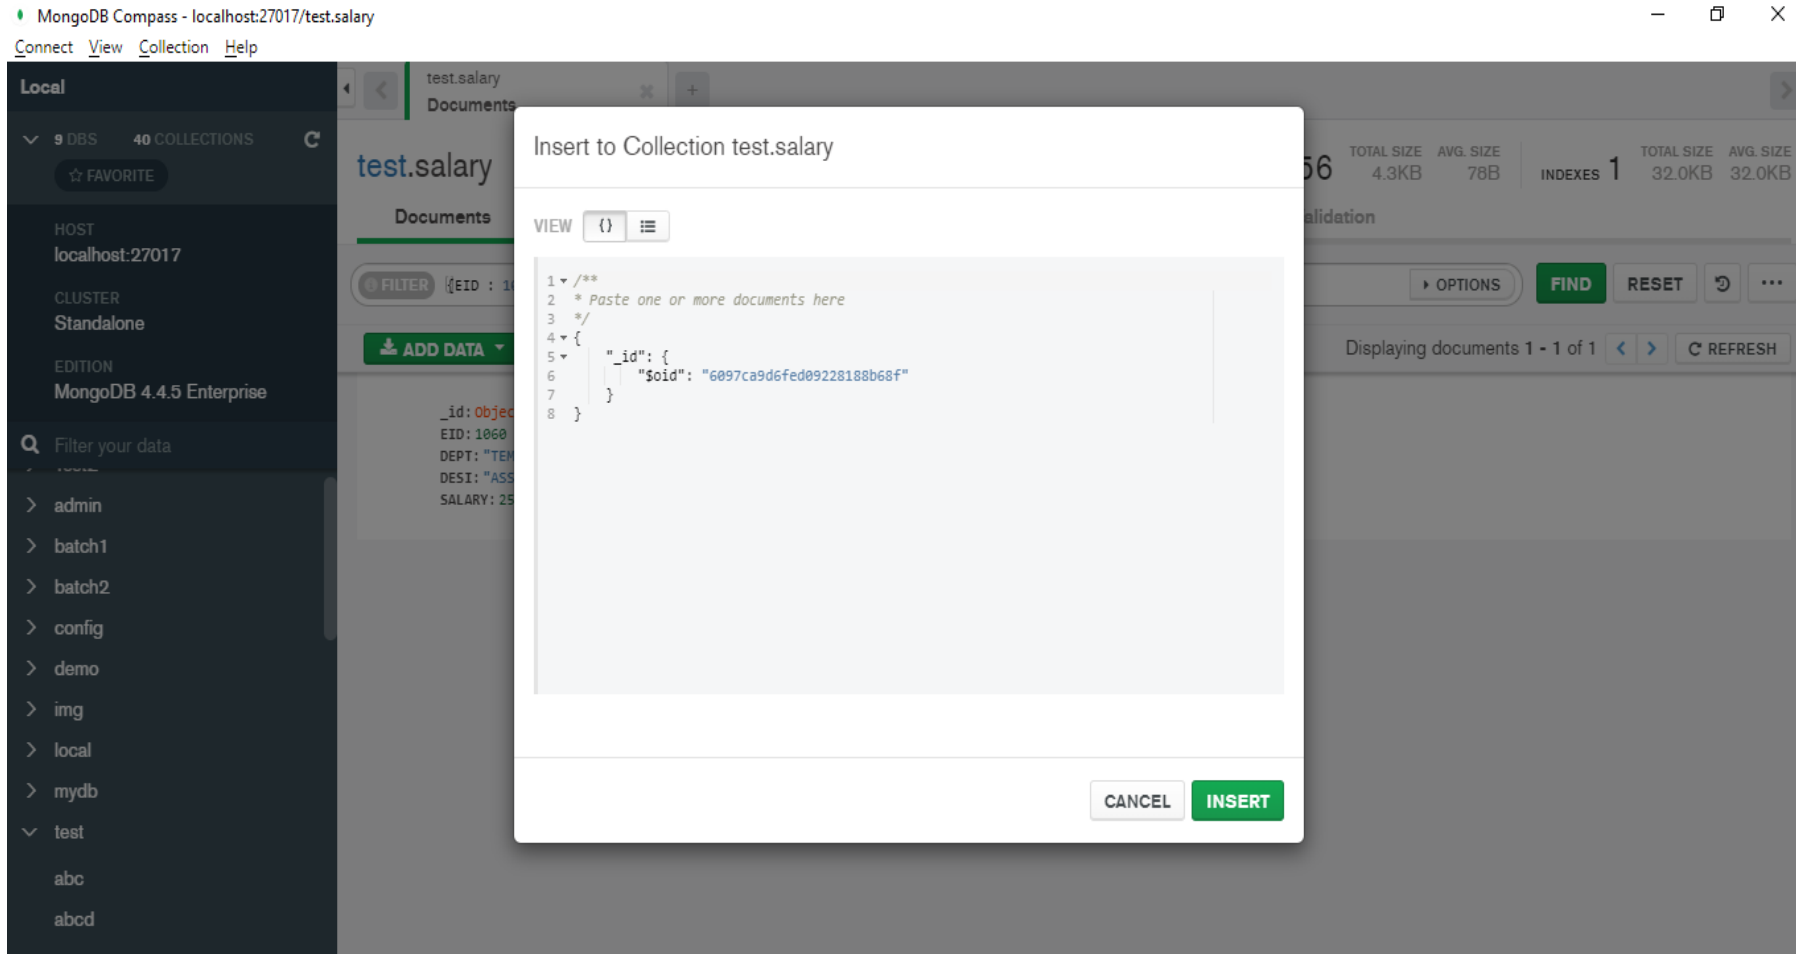 MongoDB Compass - localhost:27017/test.salary
Connect View Collection Help
Local
9 DBS 40 COLLECTIONS
FAVORITE
HOST
localhost:27017
CLUSTER
Standalone
EDITION
MongoDB 4.4.5 Enterprise
Filter your data
admin
batch1
batch2
config
demo
img
local
mydb
test
abc
abcd
test.salary
Documents
+
test.salary
TOTAL SIZE AVG. SIZE
4.3KB 78B
INDEXES 1
TOTAL SIZE AVG. SIZE
32.0KB 32.0KB
Documents
FILTER {EID :
OPTIONS
FIND
RESET
...
ADD DATA
Displaying documents 1 - 1 of 1
REFRESH
_id:
EID: 1060
DEPT:
DESI:
SALARY:
Insert to Collection test.salary
VIEW {}
1 /**
2 * Paste one or more documents here
3 */
4 {
5 "_id": {
6 "$oid": "6097ca9d6fed09228188b68f"
7 }
8 }
CANCEL
INSERT